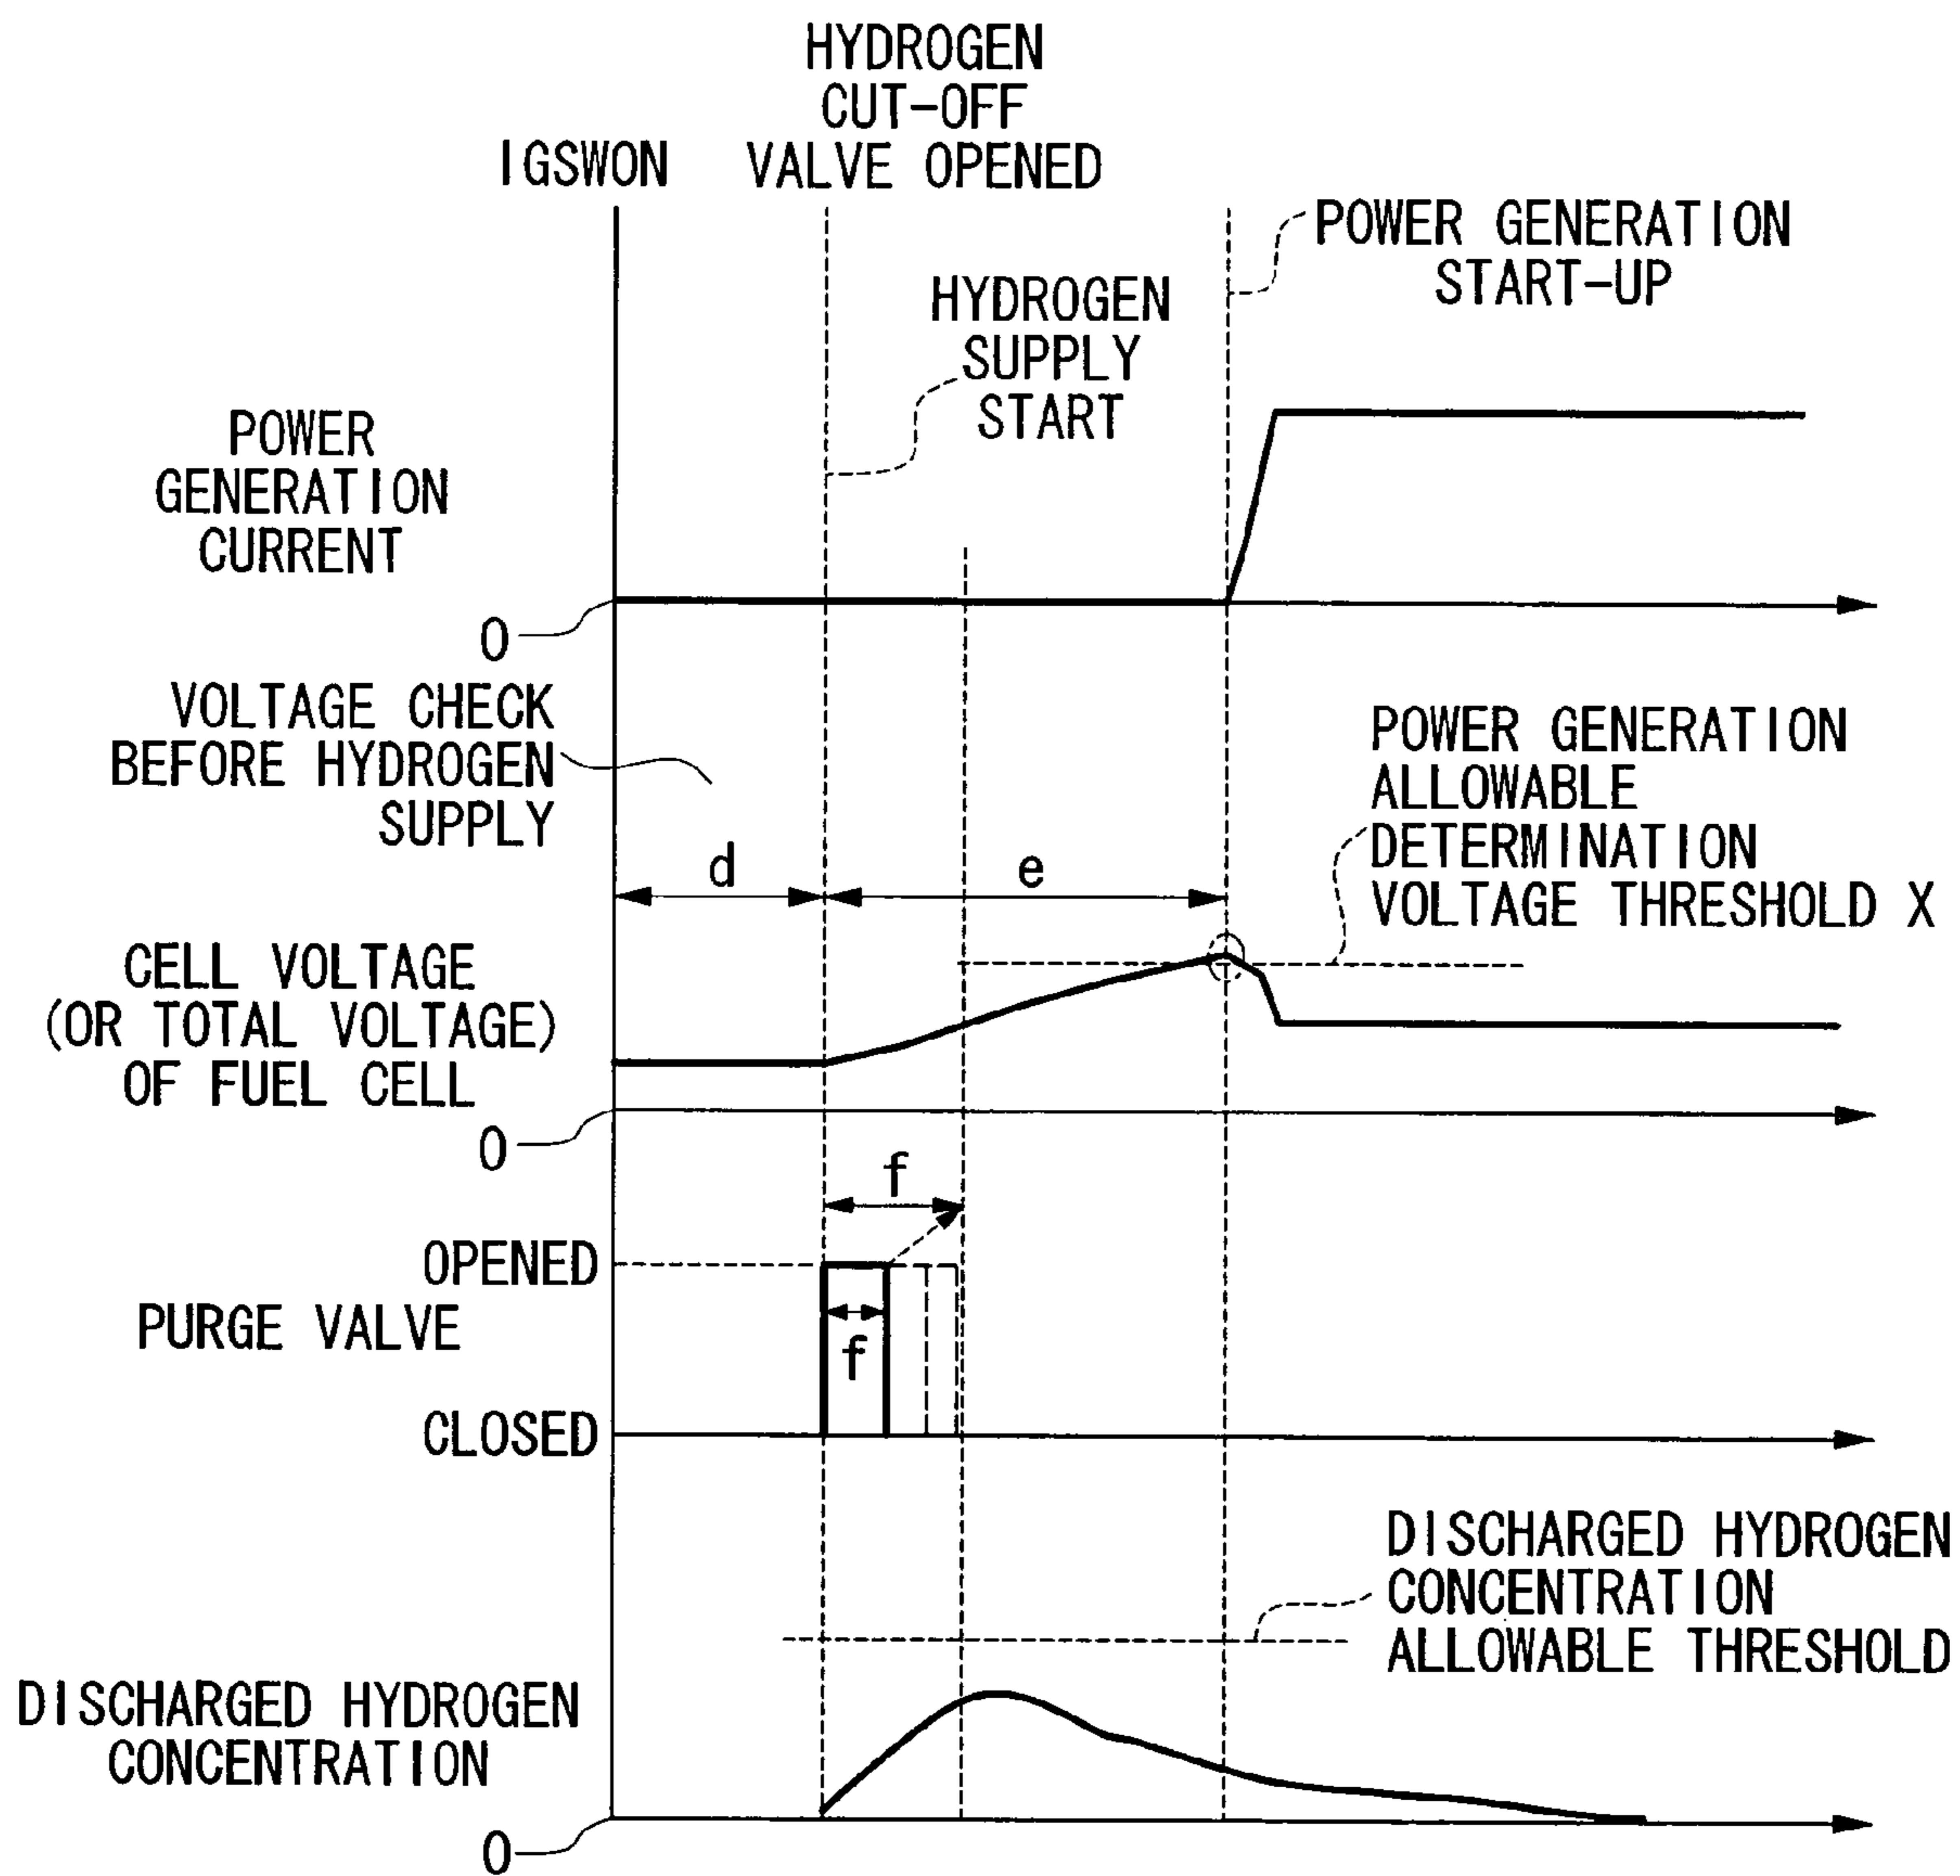 HYDROGEN
CUT-OFF
VALVE OPENED
IGSWON
POWER GENERATION
START-UP
HYDROGEN
SUPPLY
START
POWER
GENERATION
CURRENT
0
VOLTAGE CHECK
BEFORE HYDROGEN
SUPPLY
POWER GENERATION
ALLOWABLE
DETERMINATION
VOLTAGE THRESHOLD X
d
e
CELL VOLTAGE
(OR TOTAL VOLTAGE)
OF FUEL CELL
0
f
OPENED
PURGE VALVE
f
CLOSED
DISCHARGED HYDROGEN
CONCENTRATION
ALLOWABLE THRESHOLD
DISCHARGED HYDROGEN
CONCENTRATION
0